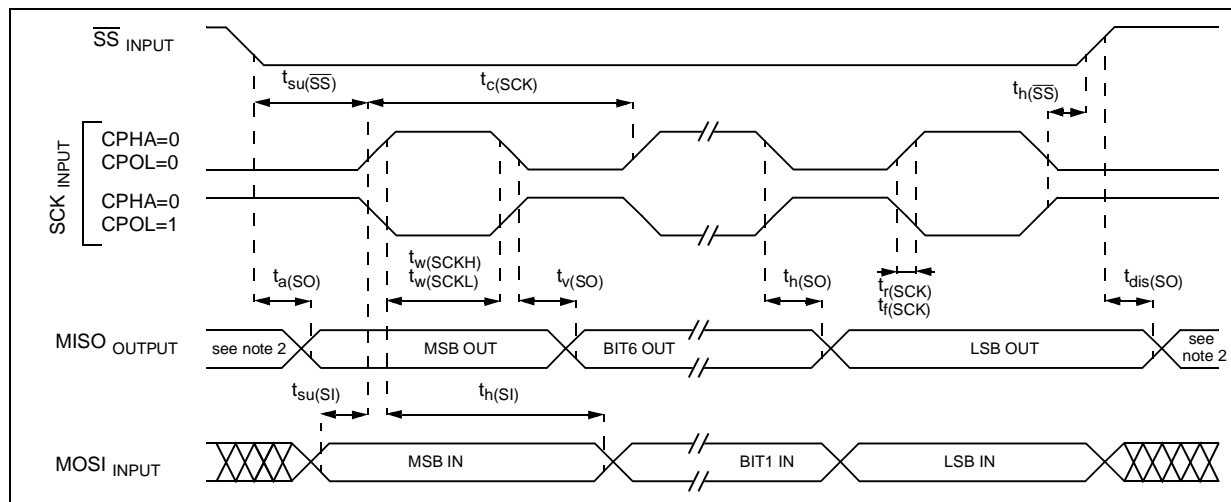 SS INPUT
tsu(SS)
tc(SCK)
th(SS)
SCK INPUT
CPHA=0
CPOL=0
CPHA=0
CPOL=1
ta(SO)
tw(SCKH)
tw(SCKL)
tv(SO)
th(SO)
tr(SCK)
tf(SCK)
tdis(SO)
MISO OUTPUT
see note 2
MSB OUT
BIT6 OUT
LSB OUT
see
note 2
tsu(SI)
th(SI)
MOSI INPUT
MSB IN
BIT1 IN
LSB IN